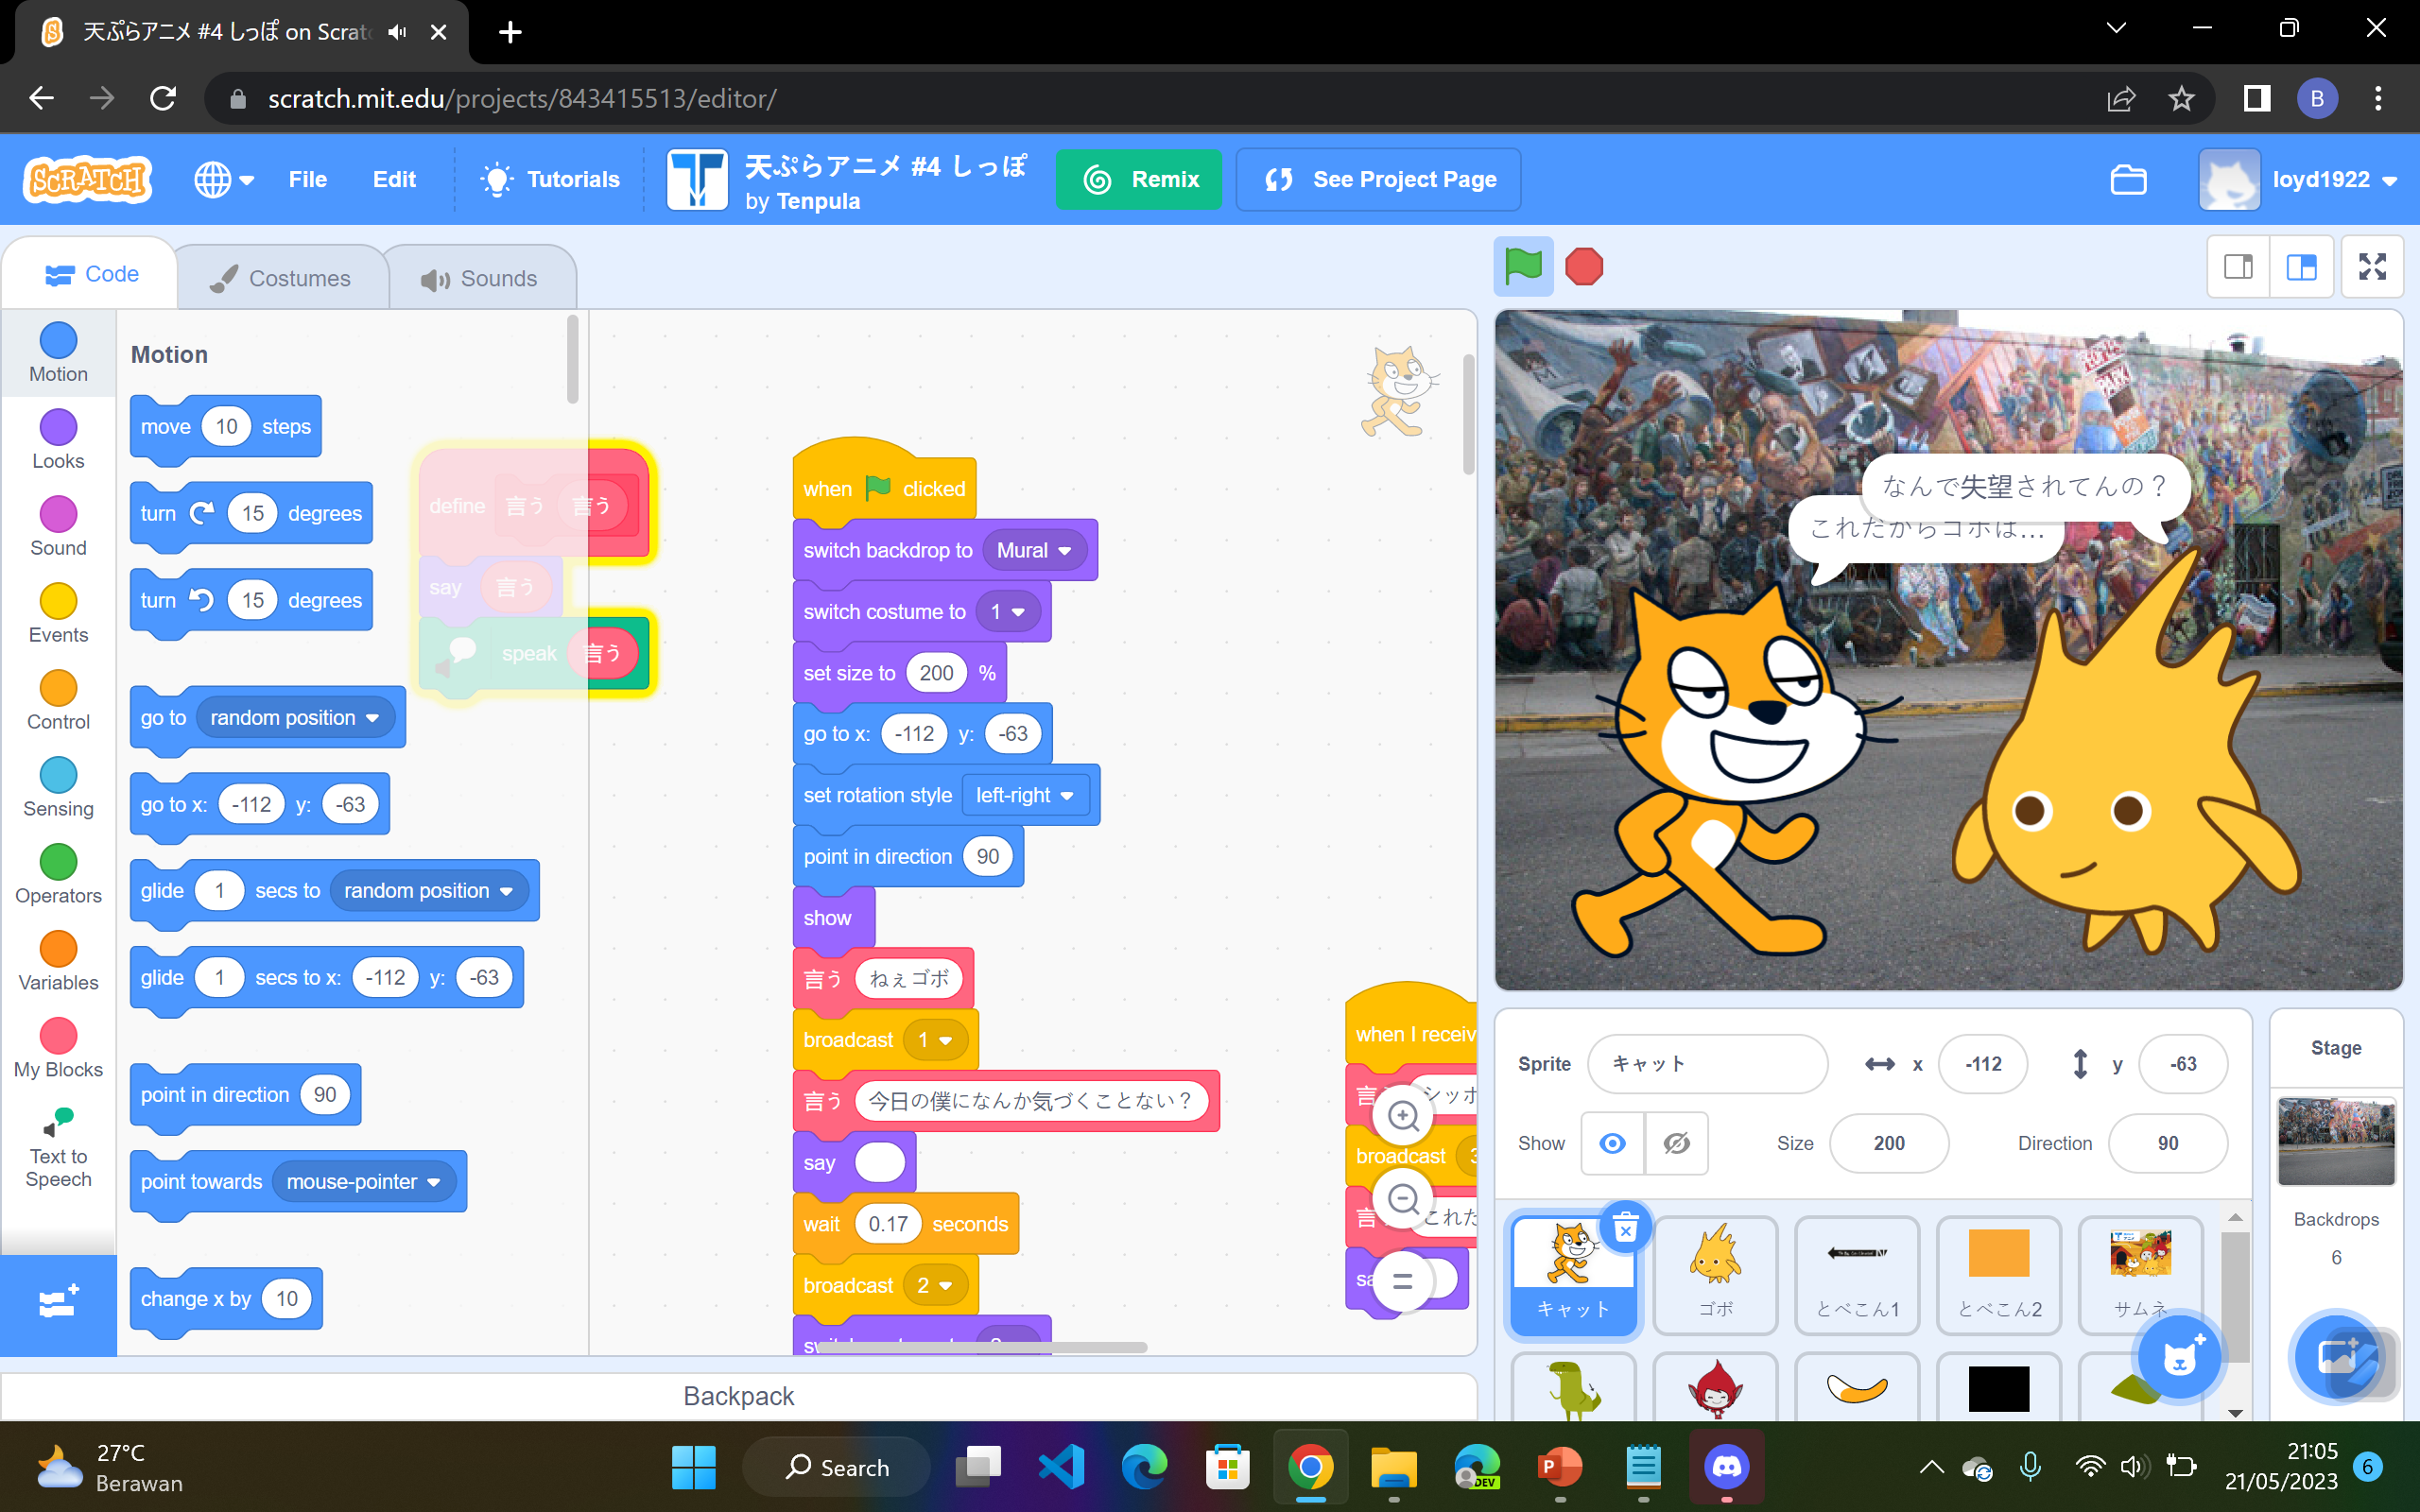 天ぷらアニメ #4 しっぽ on Scratc
scratch.mit.edu/projects/843415513/editor/
B
SCRATCH
File
Edit
Tutorials
天ぷらアニメ #4 しっぽ
by Tenpula
Remix
See Project Page
loyd1922
Code
Costumes
Sounds
Motion
Looks
Sound
Events
Control
Sensing
Operators
Variables
My Blocks
Text to
Speech
Motion
move 10 steps
turn 15 degrees
turn 15 degrees
go to random position
go to x: -112 y: -63
glide 1 secs to random position
glide 1 secs to x: -112 y: -63
point in direction 90
point towards mouse-pointer
change x by 10
define 言う 言う
say 言う
speak 言う
when clicked
switch backdrop to Mural
switch costume to 1
set size to 200 %
go to x: -112 y: -63
set rotation style left-right
point in direction 90
show
言う ねぇゴボ
broadcast 1
言う 今日の僕になんか気づくことない？
say
wait 0.17 seconds
broadcast 2
when I receiv
言 シッポ
broadcast 3
言 これた
sa
Backpack
なんで失望されてんの？
これだからゴボは...
Sprite キャット x -112 y -63
Show Size 200 Direction 90
キャット
ゴボ
とべこん1
とべこん2
サムネ
Stage
Backdrops
6
27°C
Berawan
Search
DEV
P
21:05
21/05/2023
6